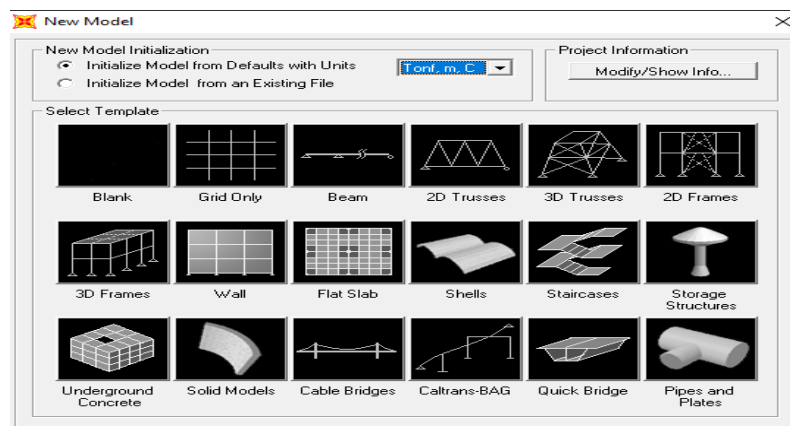 New Model
New Model Initialization
Initialize Model from Defaults with Units
Tonf, m, C
Initialize Model from an Existing File
Project Information
Modify/Show Info...
Select Template
Blank
Grid Only
Beam
2D Trusses
3D Trusses
2D Frames
3D Frames
Wall
Flat Slab
Shells
Staircases
Storage
Structures
Underground
Concrete
Solid Models
Cable Bridges
Caltrans-BAG
Quick Bridge
Pipes and
Plates